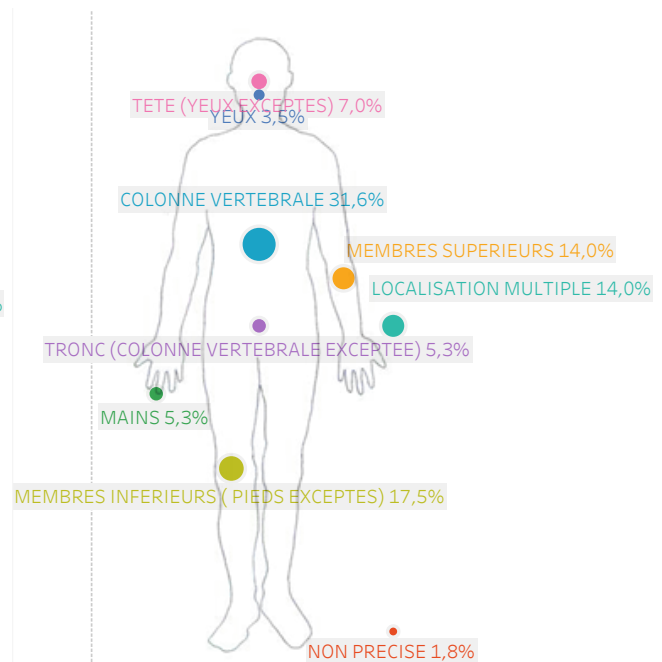 TETE (YEUX EXCEPTES) 7,0%
YEUX 3,5%
COLONNE VERTEBRALE 31,6%
MEMBRES SUPERIEURS 14,0%
LOCALISATION MULTIPLE 14,0%
TRONC (COLONNE VERTEBRALE EXCEPTEE) 5,3%
MAINS 5,3%
MEMBRES INFERIEURS ( PIEDS EXCEPTES) 17,5%
NON PRECISE 1,8%